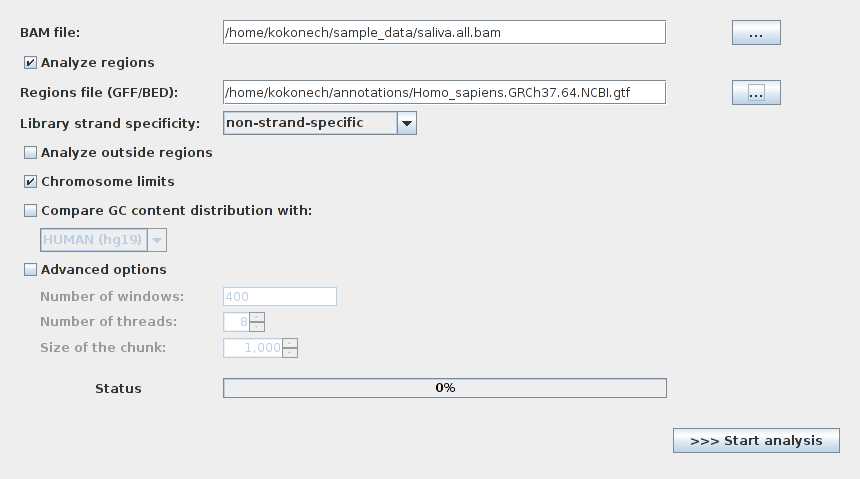 BAM file: /home/kokonech/sample_data/saliva.all.bam ...
Analyze regions
Regions file (GFF/BED): /home/kokonech/annotations/Homo_sapiens.GRCh37.64.NCBI.gtf ...
Library strand specificity: non-strand-specific
Analyze outside regions
Chromosome limits
Compare GC content distribution with:
HUMAN (hg19)
Advanced options
Number of windows: 400
Number of threads: 8
Size of the chunk: 1,000
Status 0%
>>> Start analysis